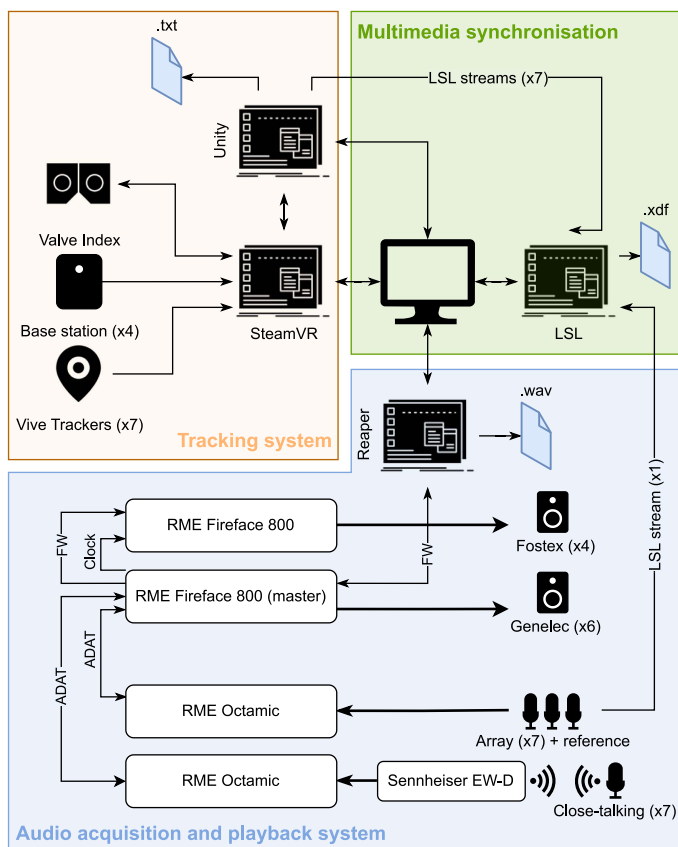 .txt
Multimedia synchronisation
LSL streams (x7)
Unity
.xdf
Valve Index
Base station (x4)
SteamVR
LSL
Vive Trackers (x7)
Tracking system
Reaper
.wav
LSL stream (x1)
RME Fireface 800
FW
Clock
FW
Fostex (x4)
RME Fireface 800 (master)
Genelec (x6)
ADAT
ADAT
RME Octamic
Array (x7) + reference
RME Octamic
Sennheiser EW-D
Close-talking (x7)
Audio acquisition and playback system